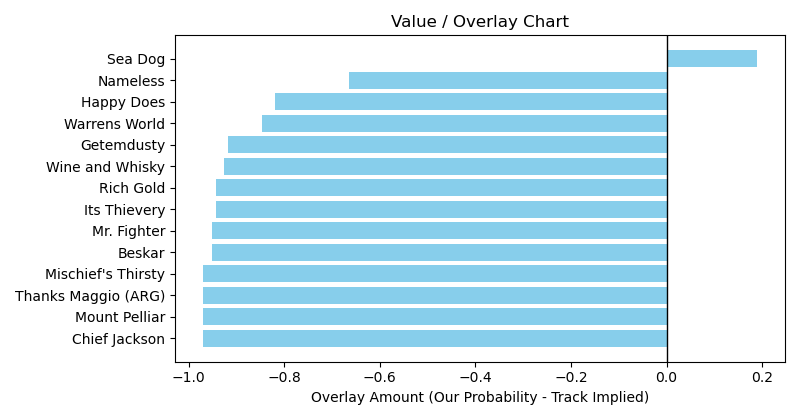 Value / Overlay Chart
Sea Dog
Nameless
Happy Does
Warrens World
Getemdusty
Wine and Whisky
Rich Gold
Its Thievery
Mr. Fighter
Beskar
Mischief's Thirsty
Thanks Maggio (ARG)
Mount Pelliar
Chief Jackson
−1.0 −0.8 −0.6 −0.4 −0.2 0.0 0.2
Overlay Amount (Our Probability - Track Implied)